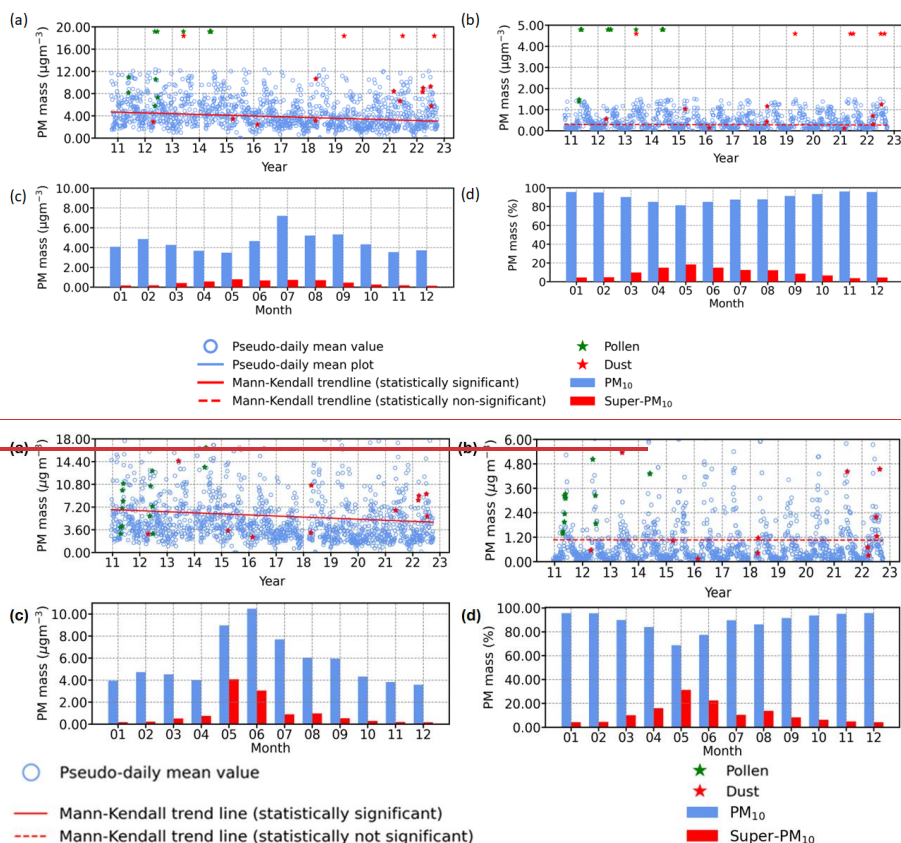 (a)
PM mass (µgm⁻³)
20.00
16.00
12.00
8.00
4.00
0.00
11 12 13 14 15 16 17 18 19 20 21 22 23
Year
(b)
PM mass (µgm⁻³)
5.00
4.00
3.00
2.00
1.00
0.00
11 12 13 14 15 16 17 18 19 20 21 22 23
Year
(c)
PM mass (µgm⁻³)
10.00
8.00
6.00
4.00
2.00
0.00
01 02 03 04 05 06 07 08 09 10 11 12
Month
(d)
PM mass (%)
100
80
60
40
20
0
01 02 03 04 05 06 07 08 09 10 11 12
Month
Pseudo-daily mean value
Pseudo-daily mean plot
Mann-Kendall trendline (statistically significant)
Mann-Kendall trendline (statistically non-significant)
Pollen
Dust
PM₁₀
Super-PM₁₀
(a)
PM mass (µgm⁻³)
18.00
14.40
10.80
7.20
3.60
0.00
11 12 13 14 15 16 17 18 19 20 21 22 23
Year
(b)
PM mass (µgm⁻³)
6.00
4.80
3.60
2.40
1.20
0.00
11 12 13 14 15 16 17 18 19 20 21 22 23
Year
(c)
PM mass (µgm⁻³)
10.00
8.00
6.00
4.00
2.00
0.00
01 02 03 04 05 06 07 08 09 10 11 12
Month
(d)
PM mass (%)
100.00
80.00
60.00
40.00
20.00
0.00
01 02 03 04 05 06 07 08 09 10 11 12
Month
Pseudo-daily mean value
Mann-Kendall trend line (statistically significant)
Mann-Kendall trend line (statistically not significant)
Pollen
Dust
PM₁₀
Super-PM₁₀